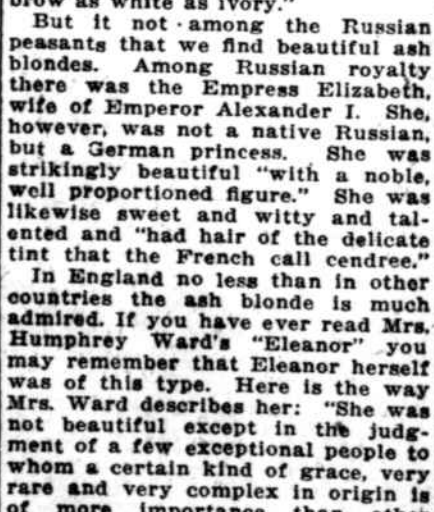 brow as white as ivory."
But it not among the Russian
peasants that we find beautiful ash
blondes. Among Russian royalty
there was the Empress Elizabeth,
wife of Emperor Alexander I. She,
however, was not a native Russian,
but a German princess. She was
strikingly beautiful "with a noble,
well proportioned figure." She was
likewise sweet and witty and tal-
ented and "had hair of the delicate
tint that the French call cendree."
In England no less than in other
countries the ash blonde is much
admired. If you have ever read Mrs.
Humphrey Ward's "Eleanor" you
may remember that Eleanor herself
was of this type. Here is the way
Mrs. Ward describes her: "She was
not beautiful except in the judg-
ment of a few exceptional people to
whom a certain kind of grace, very
rare and very complex in origin is
of more importance than other